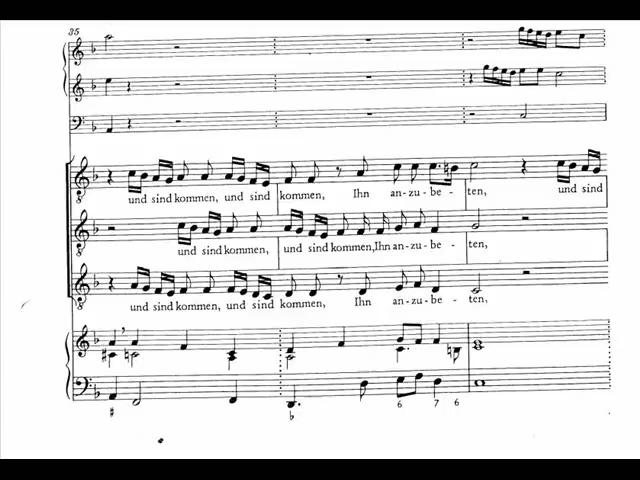 35
und sind kommen, und sind kommen, Ihn an-zu-be-ten, und sind
und sind kommen, und sind kommen, Ihn an-zu-be-ten,
und sind kommen, und sind kommen, Ihn an-zu-be-ten,
6 7 6